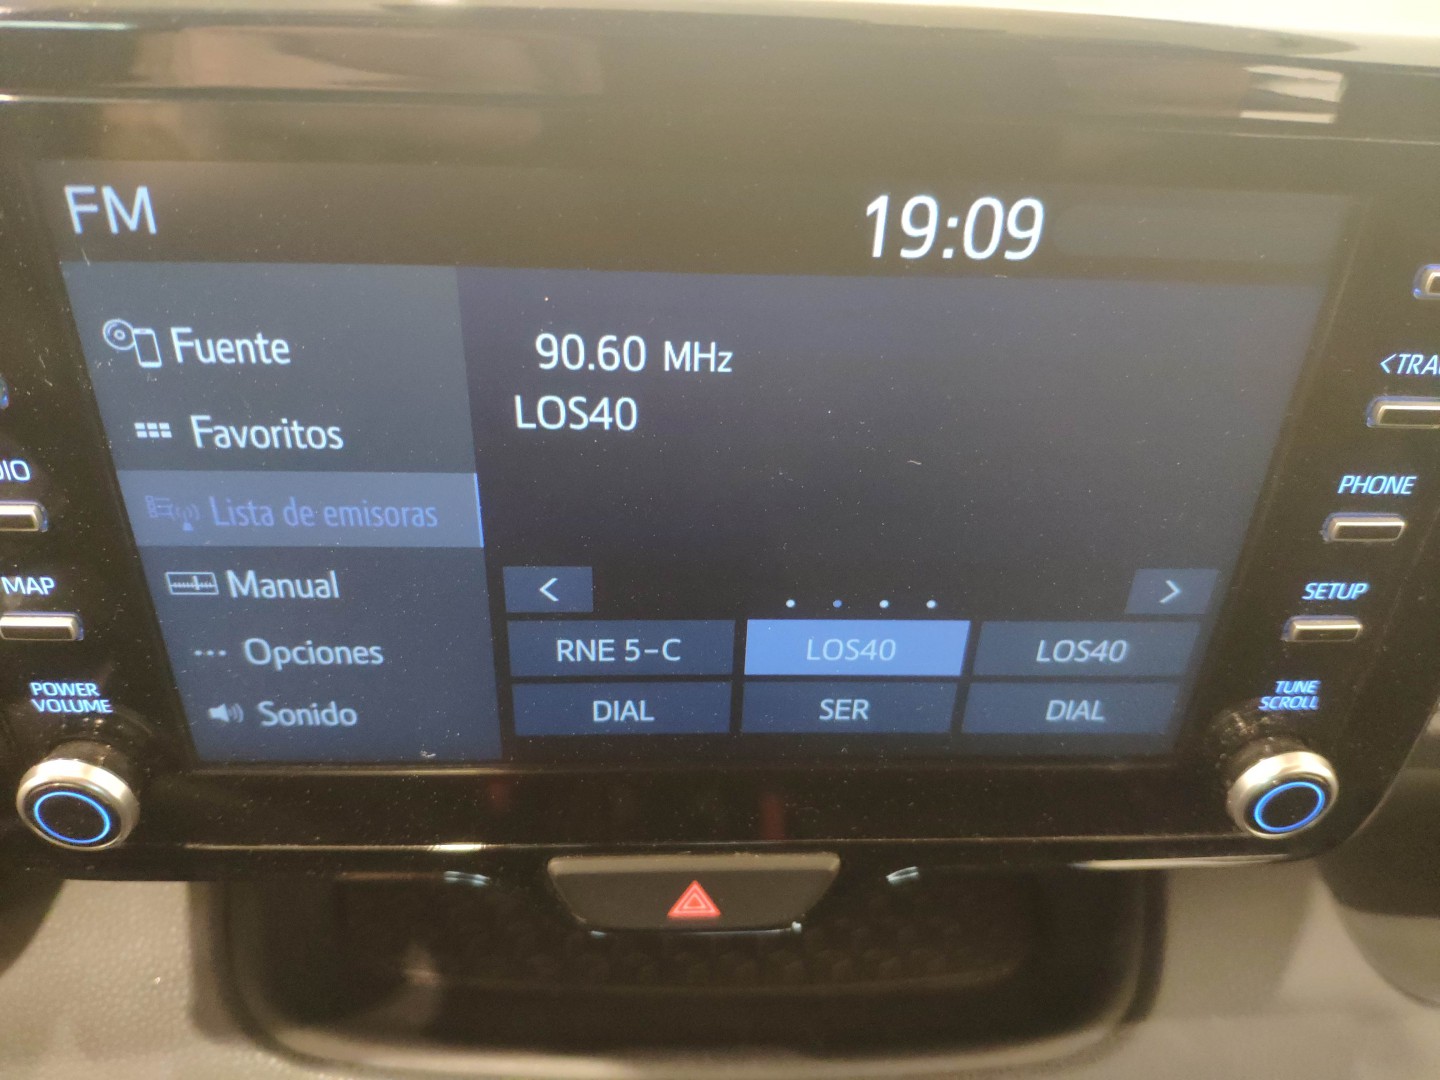 FM
19:09
Fuente
Favoritos
Lista de emisoras
Manual
Opciones
Sonido
90.60 MHz
LOS40
<
>
RNE 5-C
LOS40
LOS40
DIAL
SER
DIAL
MAP
POWER
VOLUME
PHONE
SETUP
TUNE
SCROLL